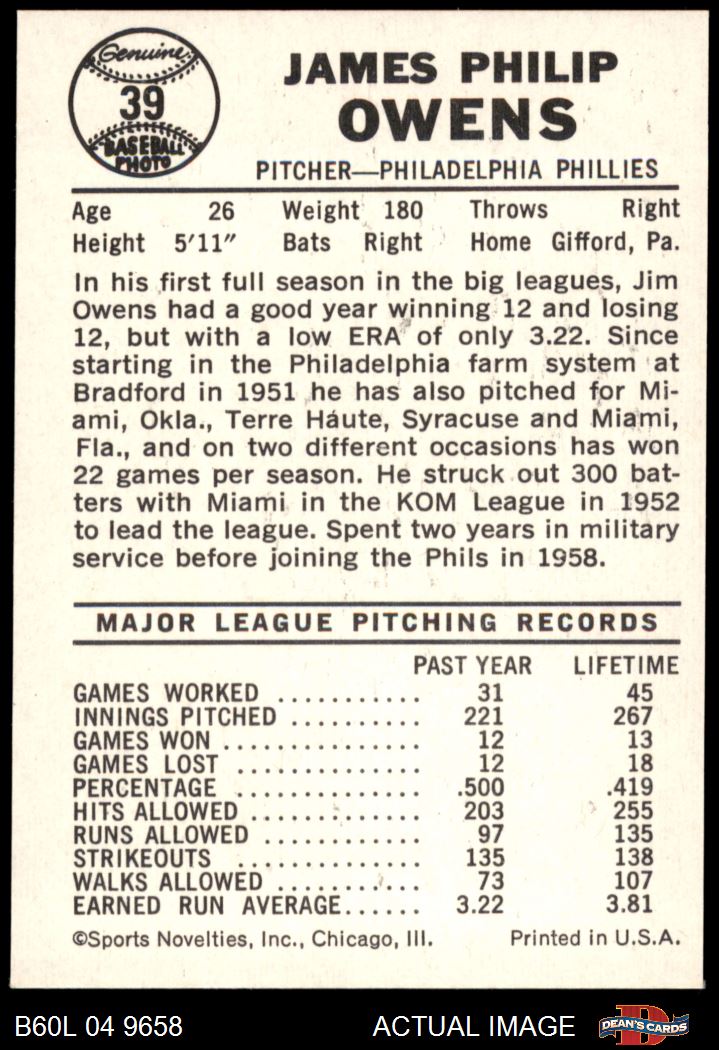 Genuine
39
BASEBALL
PHOTO
JAMES PHILIP
OWENS
PITCHER—PHILADELPHIA PHILLIES
Age 26 Weight 180 Throws Right
Height 5'11" Bats Right Home Gifford, Pa.
In his first full season in the big leagues, Jim
Owens had a good year winning 12 and losing
12, but with a low ERA of only 3.22. Since
starting in the Philadelphia farm system at
Bradford in 1951 he has also pitched for Mi-
ami, Okla., Terre Haute, Syracuse and Miami,
Fla., and on two different occasions has won
22 games per season. He struck out 300 bat-
ters with Miami in the KOM League in 1952
to lead the league. Spent two years in military
service before joining the Phils in 1958.
MAJOR LEAGUE PITCHING RECORDS
PAST YEAR LIFETIME
GAMES WORKED .......... 31 45
INNINGS PITCHED ......... 221 267
GAMES WON .............. 12 13
GAMES LOST ............. 12 18
PERCENTAGE ............. .500 .419
HITS ALLOWED ............ 203 255
RUNS ALLOWED ............ 97 135
STRIKEOUTS ............. 135 138
WALKS ALLOWED .......... 73 107
EARNED RUN AVERAGE...... 3.22 3.81
©Sports Novelties, Inc., Chicago, Ill. Printed in U.S.A.
B60L 04 9658 ACTUAL IMAGE DEAN'S CARDS